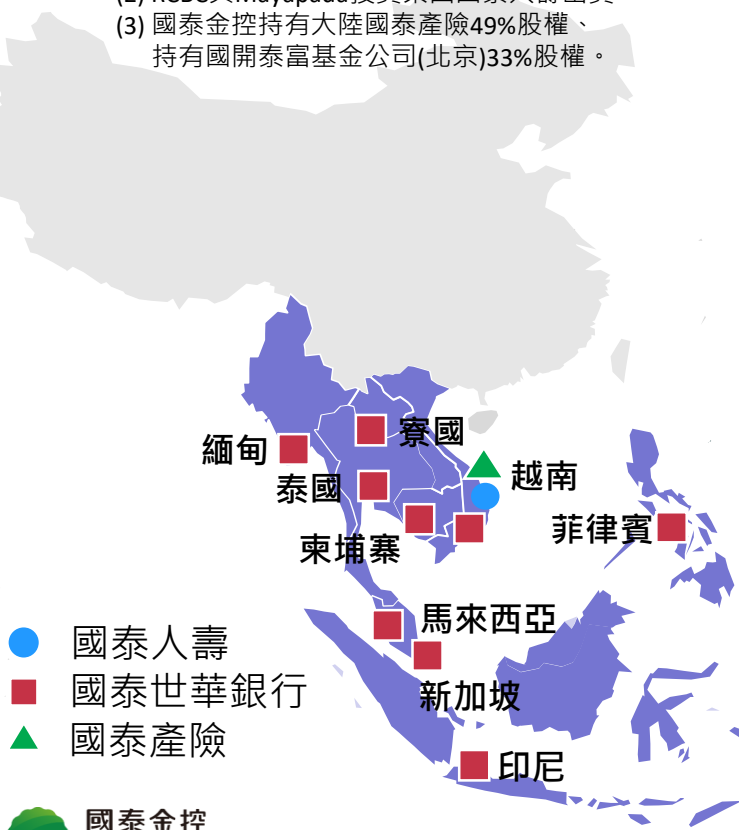 (3) 國泰金控持有大陸國泰產險49%股權、
持有國開泰富基金公司(北京)33%股權。
緬甸
寮國
泰國
越南
柬埔寨
菲律賓
馬來西亞
新加坡
印尼
國泰人壽
國泰世華銀行
國泰產險
國泰金控